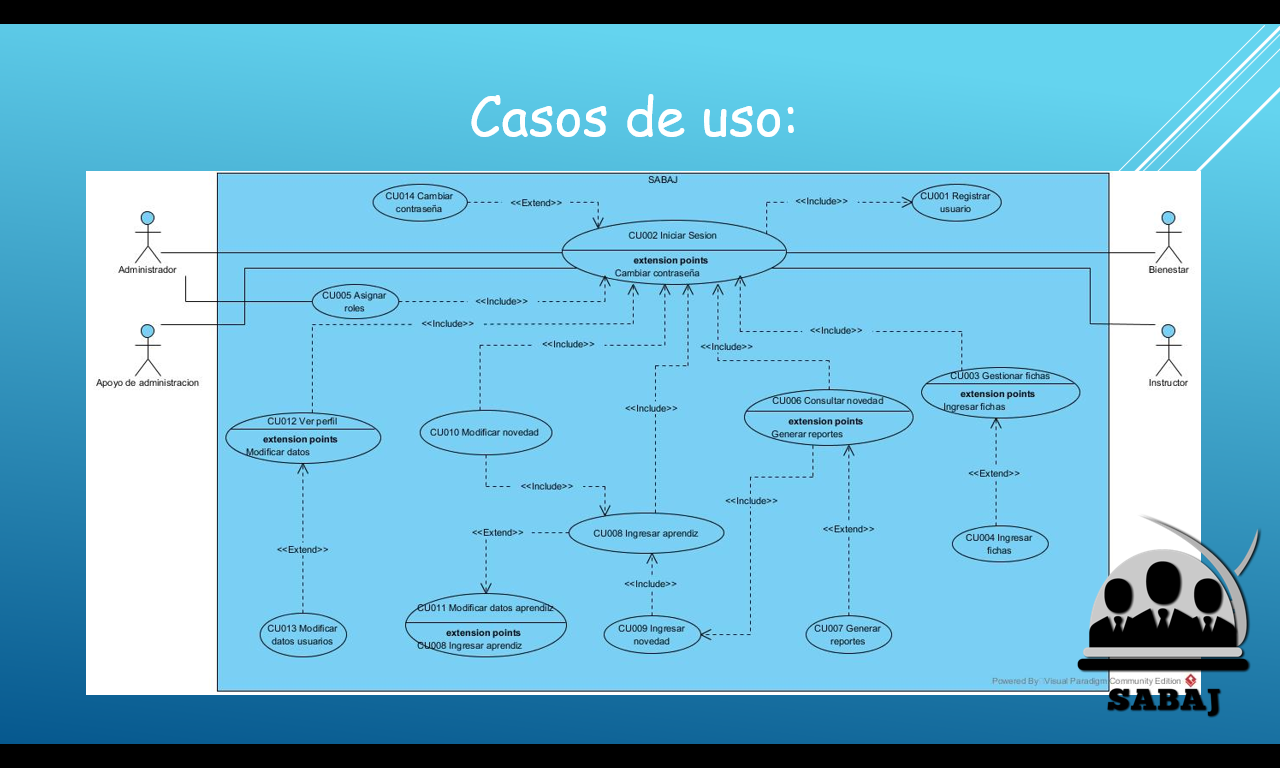 Casos de uso:
SABAJ
CU014 Cambiar
contraseña
<<Extend>>
<<Include>>
CU001 Registrar
usuario
CU002 Iniciar Sesion
extension points
Cambiar contraseña
Administrador
Bienestar
CU005 Asignar
roles
<<Include>>
<<Include>>
<<Include>>
<<Include>>
<<Include>>
Apoyo de administracion
Instructor
CU003 Gestionar fichas
extension points
Ingresar fichas
CU006 Consultar novedad
extension points
Generar reportes
<<Include>>
CU012 Ver perfil
extension points
Modificar datos
CU010 Modificar novedad
<<Extend>>
<<Include>>
<<Include>>
<<Extend>>
CU008 Ingresar aprendiz
<<Extend>>
CU004 Ingresar
fichas
<<Extend>>
<<Include>>
CU011 Modificar datos aprendiz
extension points
CU008 Ingresar aprendiz
CU013 Modificar
datos usuarios
CU009 Ingresar
novedad
CU007 Generar
reportes
Powered By: Visual Paradigm Community Edition
SABAJ